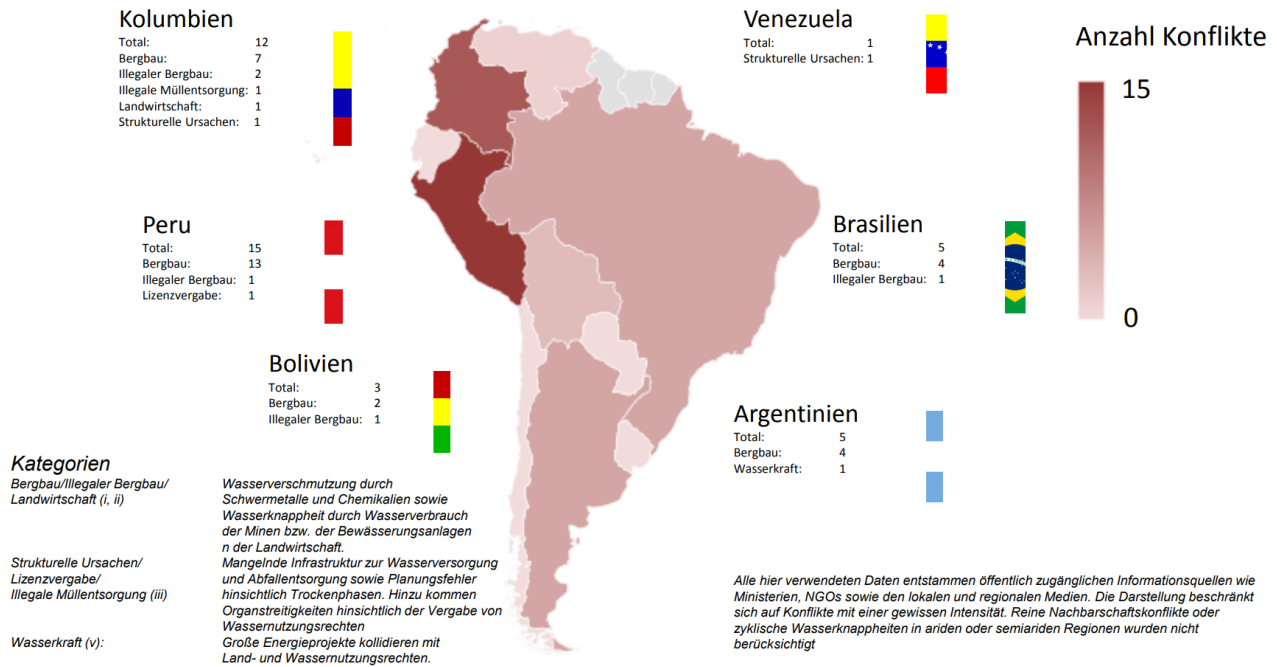 Kolumbien
Total: 12
Bergbau: 7
Illegaler Bergbau: 2
Illegale Müllentsorgung: 1
Landwirtschaft: 1
Strukturelle Ursachen: 1
Venezuela
Total: 1
Strukturelle Ursachen: 1
Anzahl Konflikte
15
0
Peru
Total: 15
Bergbau: 13
Illegaler Bergbau: 1
Lizenzvergabe: 1
Brasilien
Total: 5
Bergbau: 4
Illegaler Bergbau: 1
Bolivien
Total: 3
Bergbau: 2
Illegaler Bergbau: 1
Argentinien
Total: 5
Bergbau: 4
Wasserkraft: 1
Kategorien
Bergbau/Illegaler Bergbau/
Landwirtschaft (i, ii)
Wasserverschmutzung durch
Schwermetalle und Chemikalien sowie
Wasserknappheit durch Wasserverbrauch
der Minen bzw. der Bewässerungsanlagen
n der Landwirtschaft.
Strukturelle Ursachen/
Lizenzvergabe/
Illegale Müllentsorgung (iii)
Mangelnde Infrastruktur zur Wasserversorgung
und Abfallentsorgung sowie Planungsfehler
hinsichtlich Trockenphasen. Hinzu kommen
Organstreitigkeiten hinsichtlich der Vergabe von
Wassernutzungsrechten
Wasserkraft (v):
Große Energieprojekte kollidieren mit
Land- und Wassernutzungsrechten.
Alle hier verwendeten Daten entstammen öffentlich zugänglichen Informationsquellen wie
Ministerien, NGOs sowie den lokalen und regionalen Medien. Die Darstellung beschränkt
sich auf Konflikte mit einer gewissen Intensität. Reine Nachbarschaftskonflikte oder
zyklische Wasserknappheiten in ariden oder semiariden Regionen wurden nicht
berücksichtigt